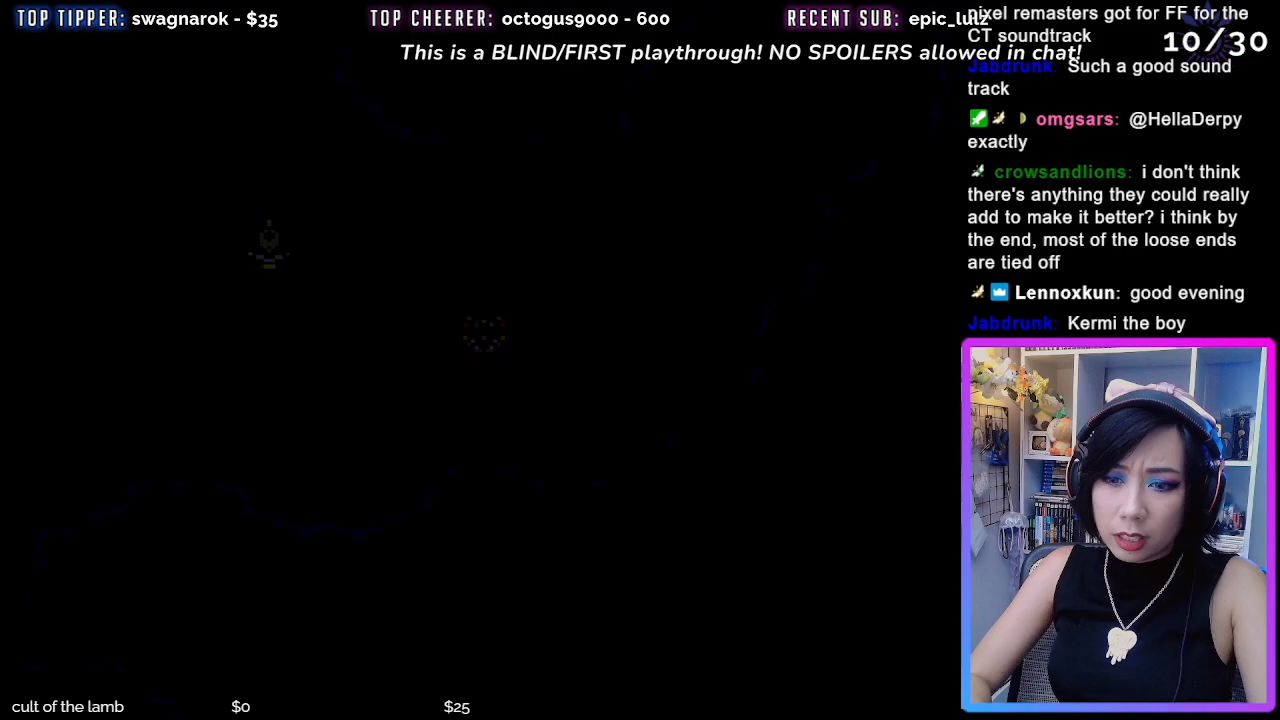 TOP TIPPER: swagnarok - $35
TOP CHEERER: octogus9000 - 600
RECENT SUB: epic_lulz
This is a BLIND/FIRST playthrough! NO SPOILERS allowed in chat!
10/30
pixel remasters got for FF for the
CT soundtrack
Jabdrunk: Such a good sound
track
omgsars: @HellaDerpy
exactly
crowsandlions: i don't think
there's anything they could really
add to make it better? i think by
the end, most of the loose ends
are tied off
Lennoxkun: good evening
Jabdrunk: Kermi the boy
cult of the lamb
$0
$25